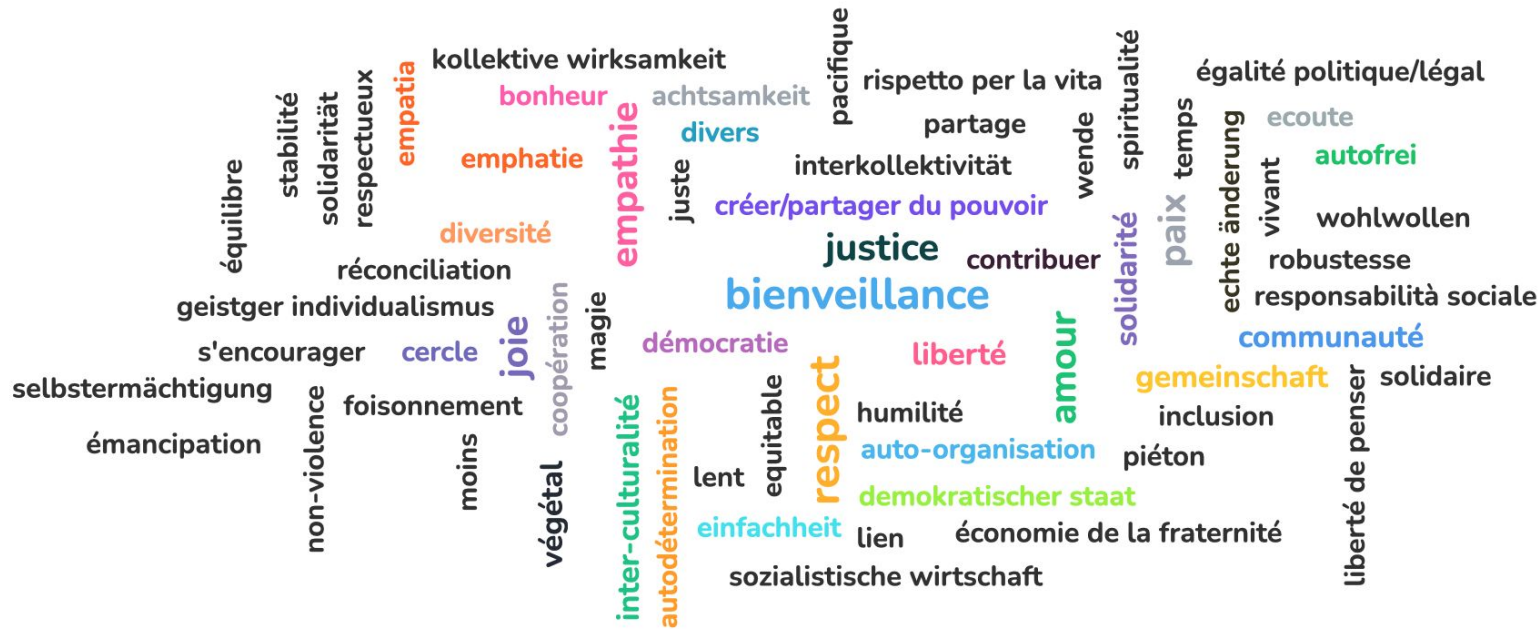 kollektive wirksamkeit
pacifique
rispetto per la vita
spiritualité
égalité politique/légal
stabilité
solidarität
respectueux
empatia
bonheur
achtsamkeit
empathie
divers
partage
wende
temps
echte änderung
ecoute
autofrei
équilibre
emphatie
juste
interkollektivität
vivant
créer/partager du pouvoir
diversité
justice
contribuer
solidarité
paix
wohlwollen
réconciliation
robustesse
geistger individualismus
coopération
magie
bienveillance
responsabilità sociale
s'encourager
cercle
joie
démocratie
liberté
amour
communauté
selbstermächtigung
gemeinschaft
solidaire
non-violence
foisonnement
inter-culturalité
autodétermination
equitable
respect
humilité
inclusion
liberté de penser
émancipation
moins
végétal
lent
auto-organisation
piéton
demokratischer staat
einfachheit
lien
économie de la fraternité
sozialistische wirtschaft